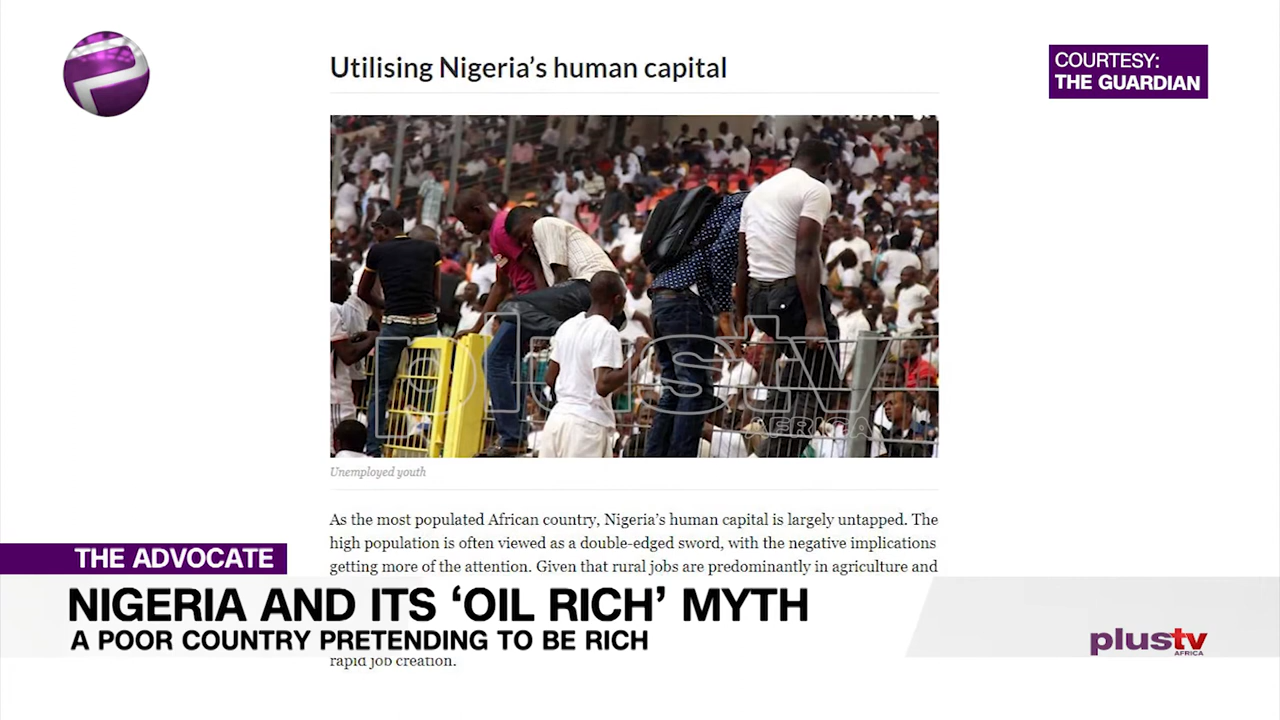 Utilising Nigeria's human capital
COURTESY:
THE GUARDIAN
plustv
AFRICA
Unemployed youth
As the most populated African country, Nigeria's human capital is largely untapped. The
high population is often viewed as a double-edged sword, with the negative implications
getting more of the attention. Given that rural jobs are predominantly in agriculture and
THE ADVOCATE
NIGERIA AND ITS ‘OIL RICH’ MYTH
A POOR COUNTRY PRETENDING TO BE RICH
rapid job creation.
plustv
AFRICA